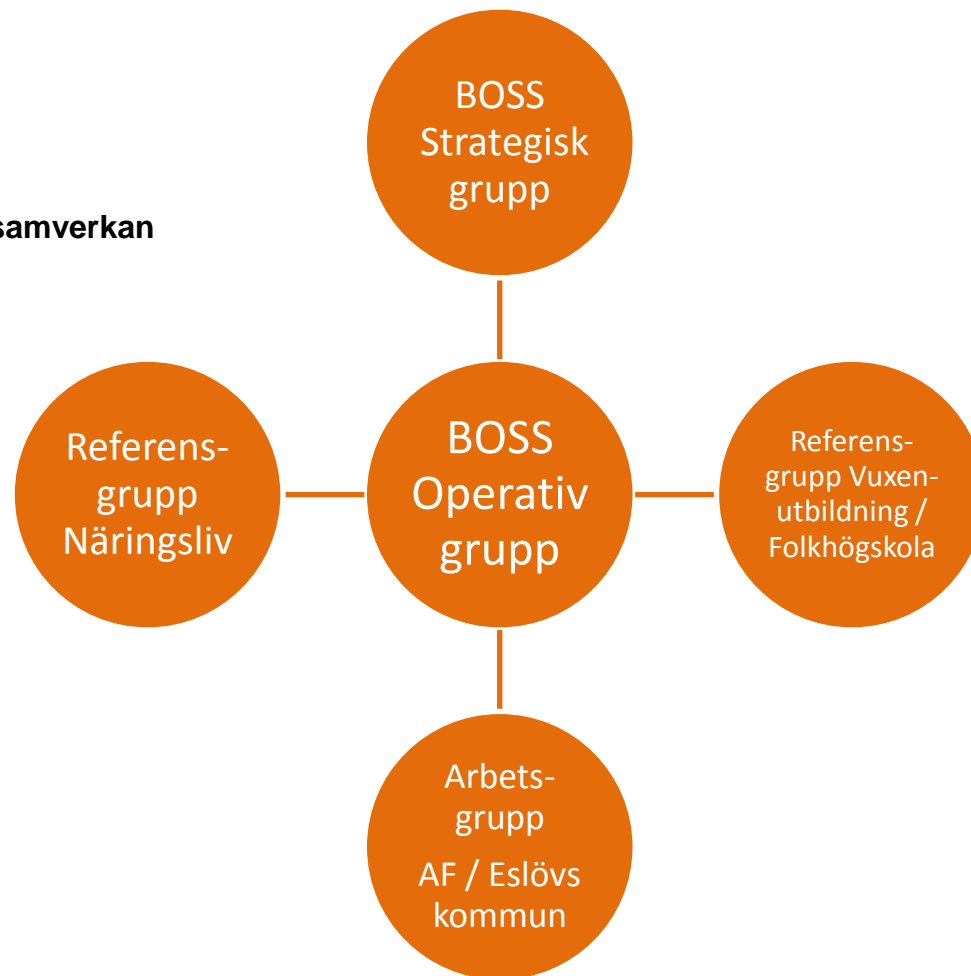 BOSS
Strategisk
grupp
samverkan
Referens-
grupp
Näringsliv
BOSS
Operativ
grupp
Referens-
grupp Vuxen-
utbildning /
Folkhögskola
Arbets-
grupp
AF / Eslövs
kommun